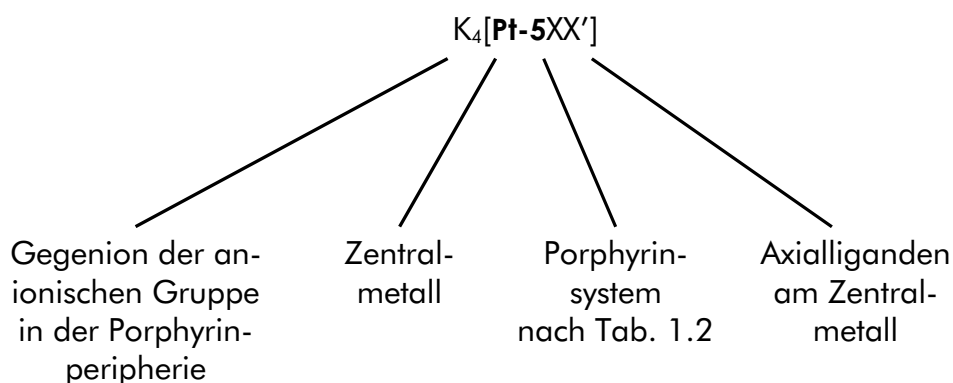 K₄[Pt-5XX′]
Gegenion der an-
ionischen Gruppe
in der Porphyrin-
peripherie
Zentral-
metall
Porphyrin-
system
nach Tab. 1.2
Axialliganden
am Zentral-
metall